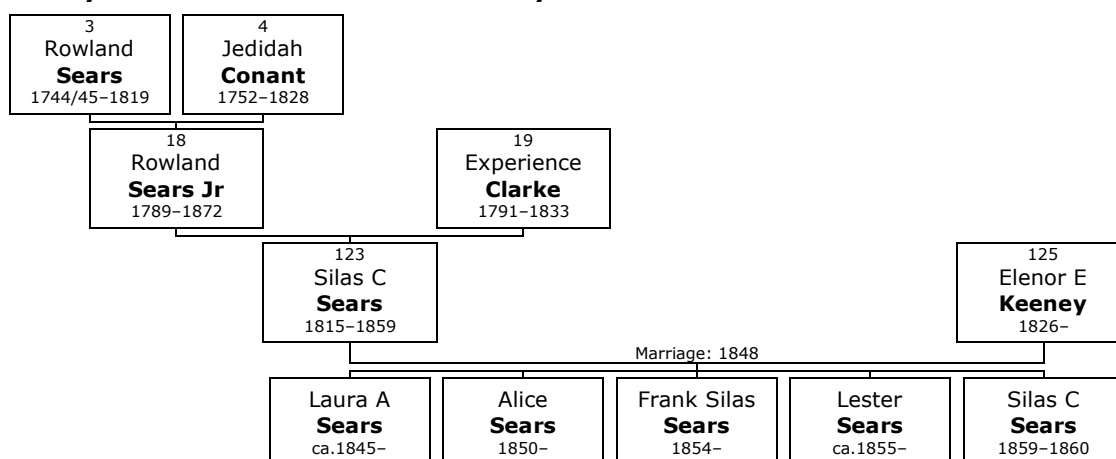 3
Rowland
Sears
1744/45–1819
4
Jedidah
Conant
1752–1828
18
Rowland
Sears Jr
1789–1872
19
Experience
Clarke
1791–1833
123
Silas C
Sears
1815–1859
125
Elenor E
Keeney
1826–
Marriage: 1848
Laura A
Sears
ca.1845–
Alice
Sears
1850–
Frank Silas
Sears
1854–
Lester
Sears
ca.1855–
Silas C
Sears
1859–1860